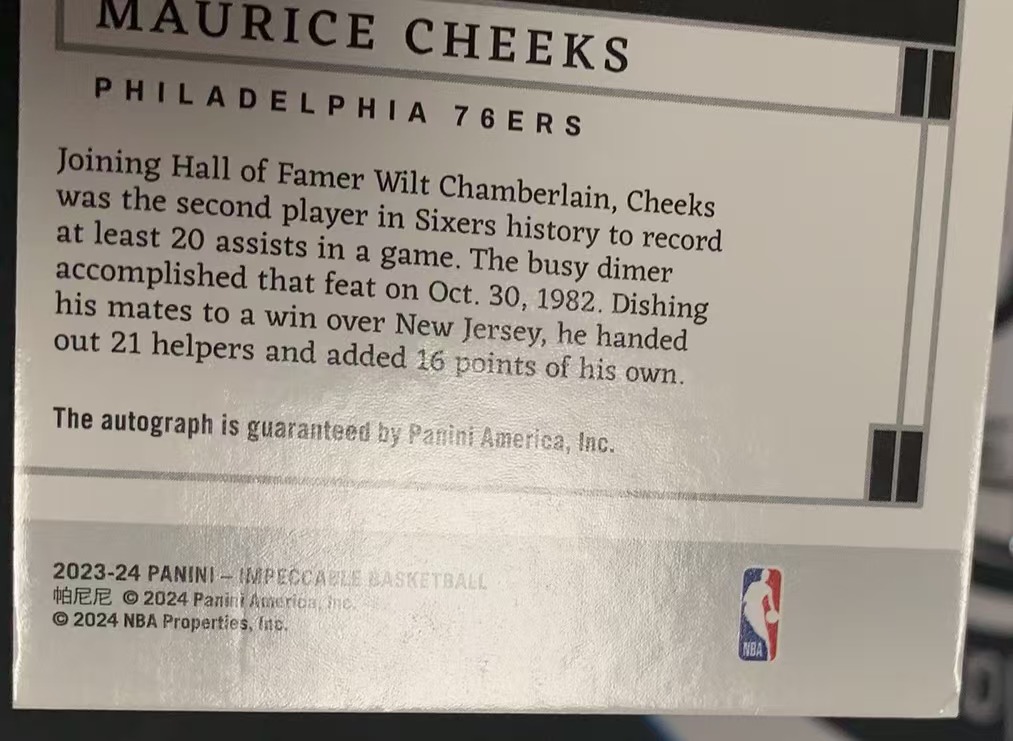 MAURICE CHEEKS
PHILADELPHIA 76ERS
Joining Hall of Famer Wilt Chamberlain, Cheeks
was the second player in Sixers history to record
at least 20 assists in a game. The busy dimer
accomplished that feat on Oct. 30, 1982. Dishing
his mates to a win over New Jersey, he handed
out 21 helpers and added 16 points of his own.
The autograph is guaranteed by Panini America, Inc.
2023-24 PANINI – IMPECCABLE BASKETBALL
帕尼尼 © 2024 Panini America, Inc.
© 2024 NBA Properties, Inc.
NBA